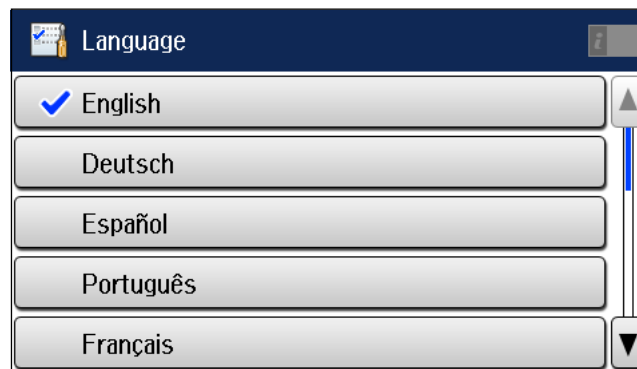 Language
i
English
Deutsch
Español
Português
Français